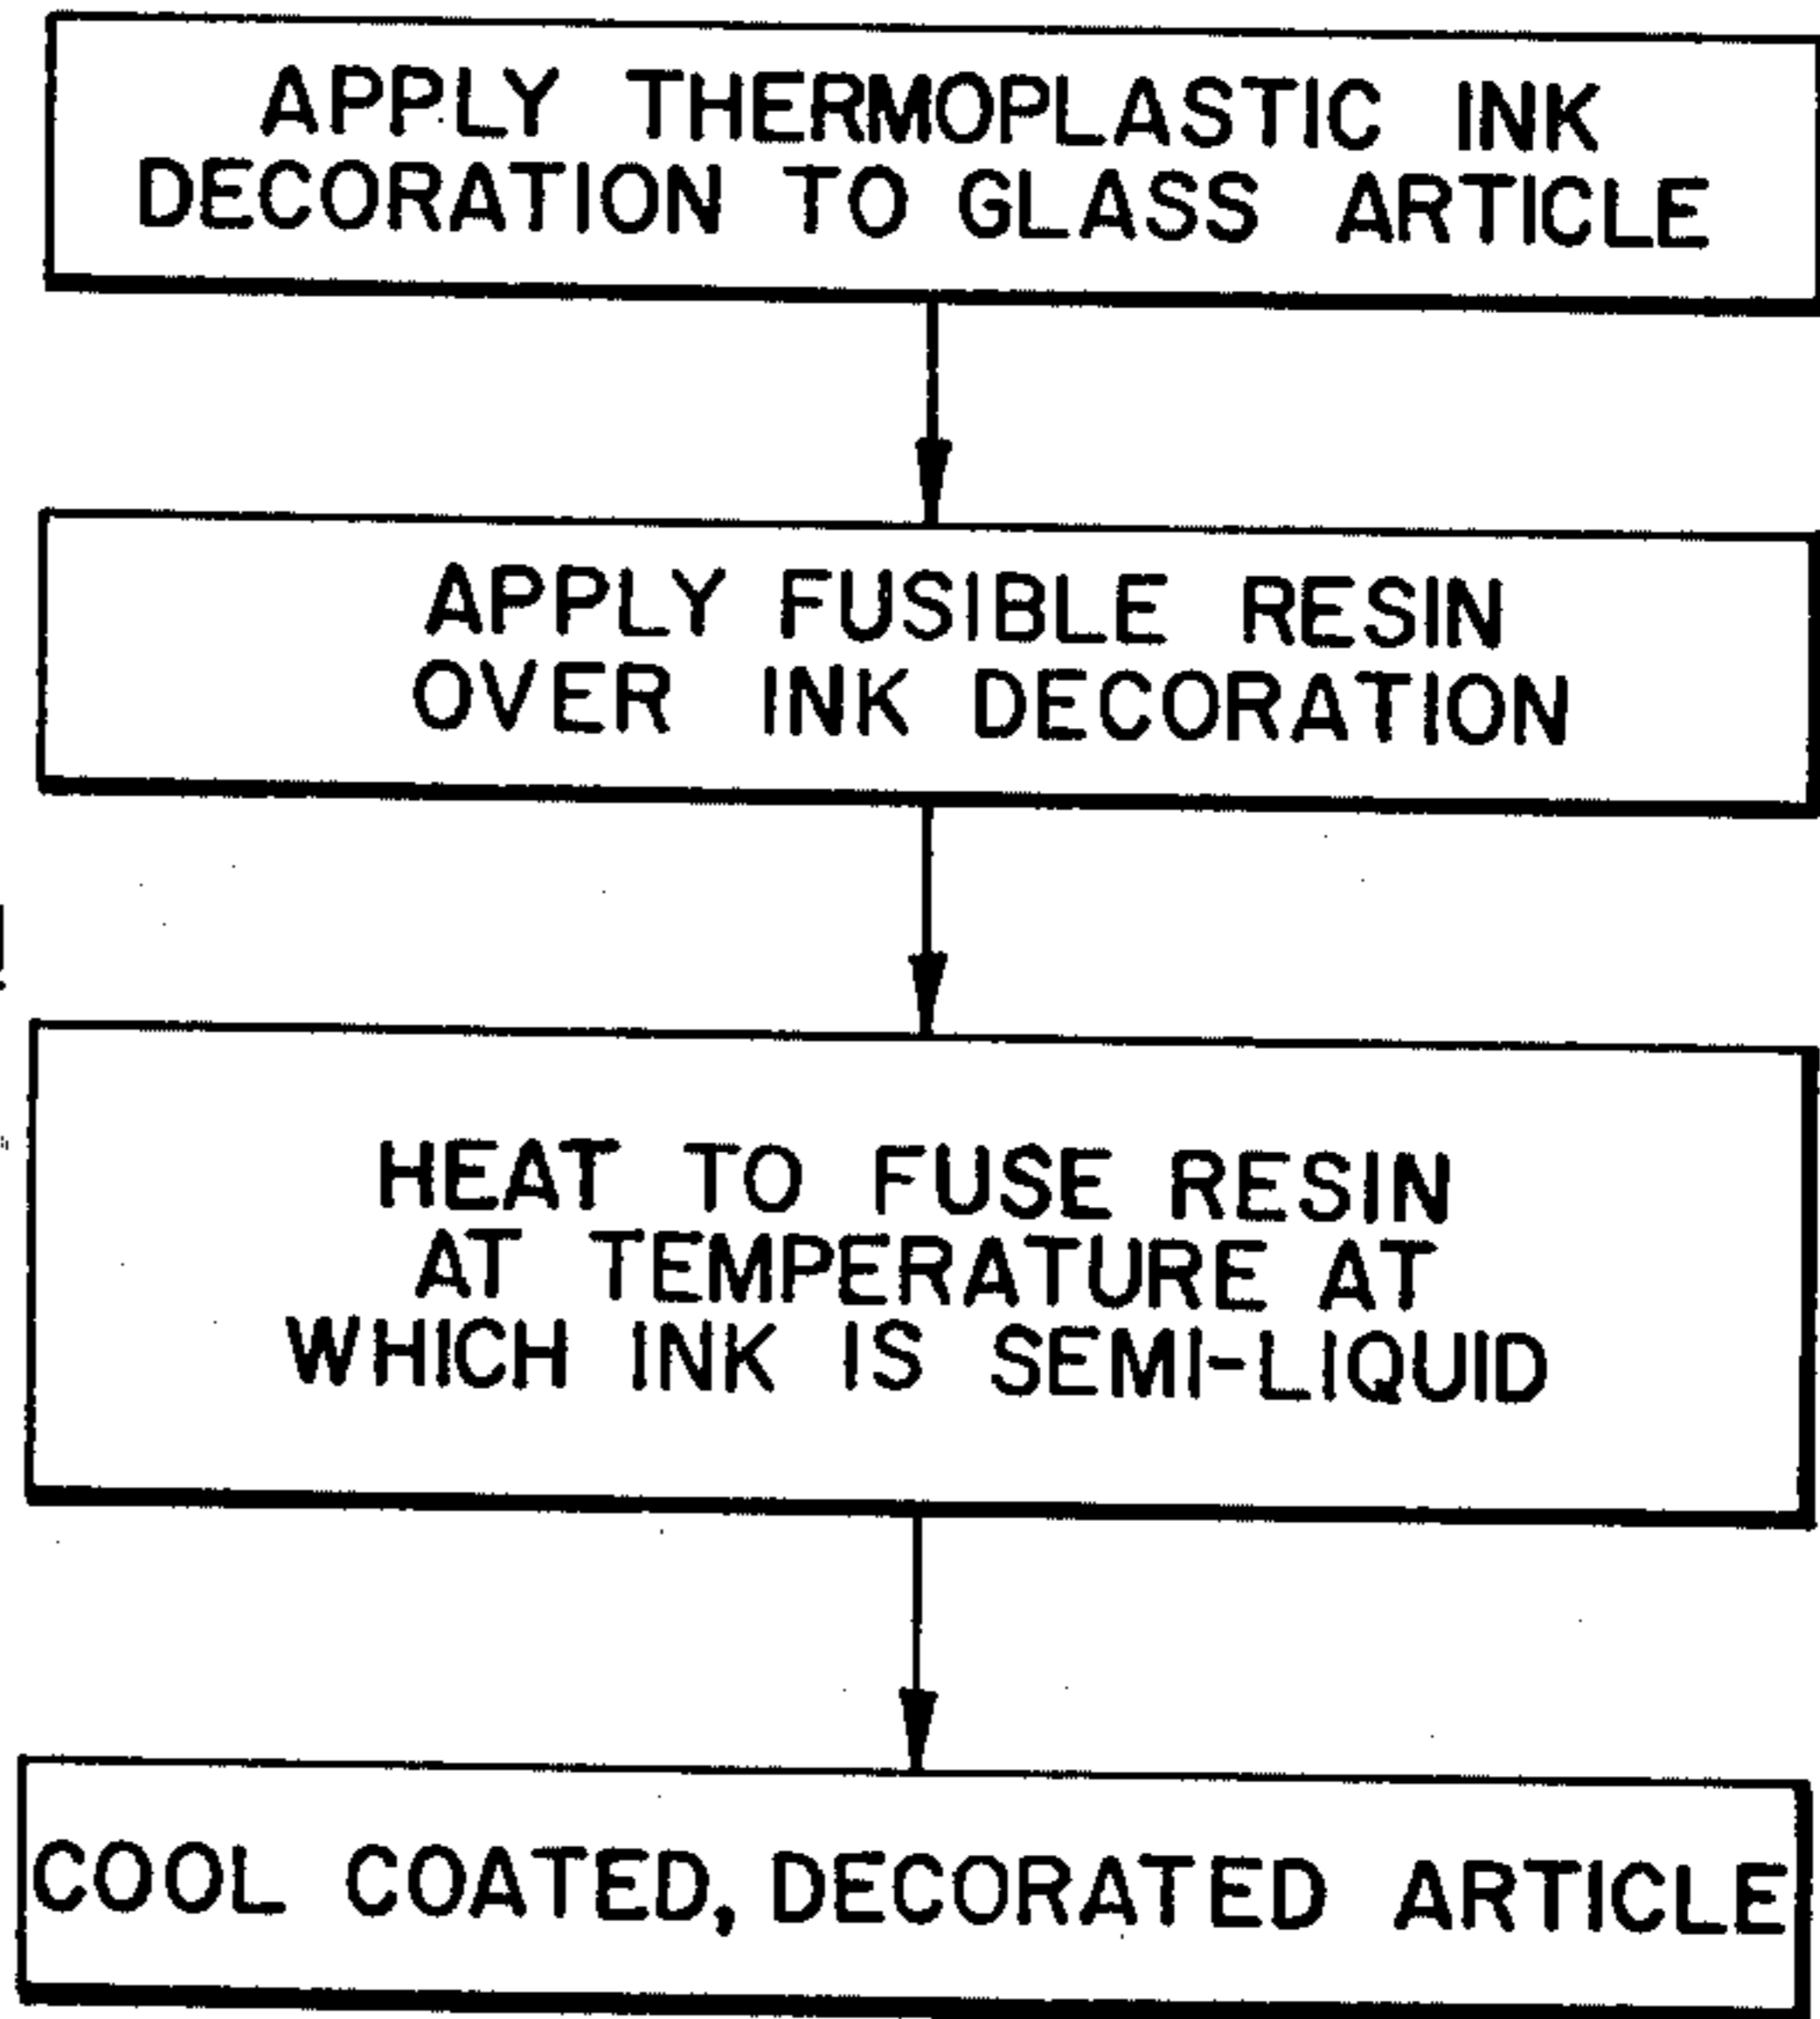 APPLY THERMOPLASTIC INK
DECORATION TO GLASS ARTICLE
APPLY FUSIBLE RESIN
OVER INK DECORATION
HEAT TO FUSE RESIN
AT TEMPERATURE AT
WHICH INK IS SEMI-LIQUID
COOL COATED, DECORATED ARTICLE